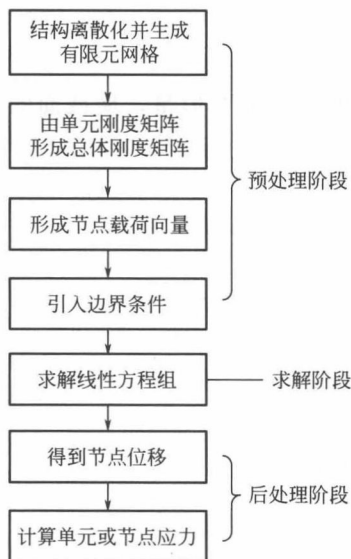 结构离散化并生成
有限元网格
由单元刚度矩阵
形成总体刚度矩阵
预处理阶段
形成节点载荷向量
引入边界条件
求解线性方程组
求解阶段
得到节点位移
后处理阶段
计算单元或节点应力